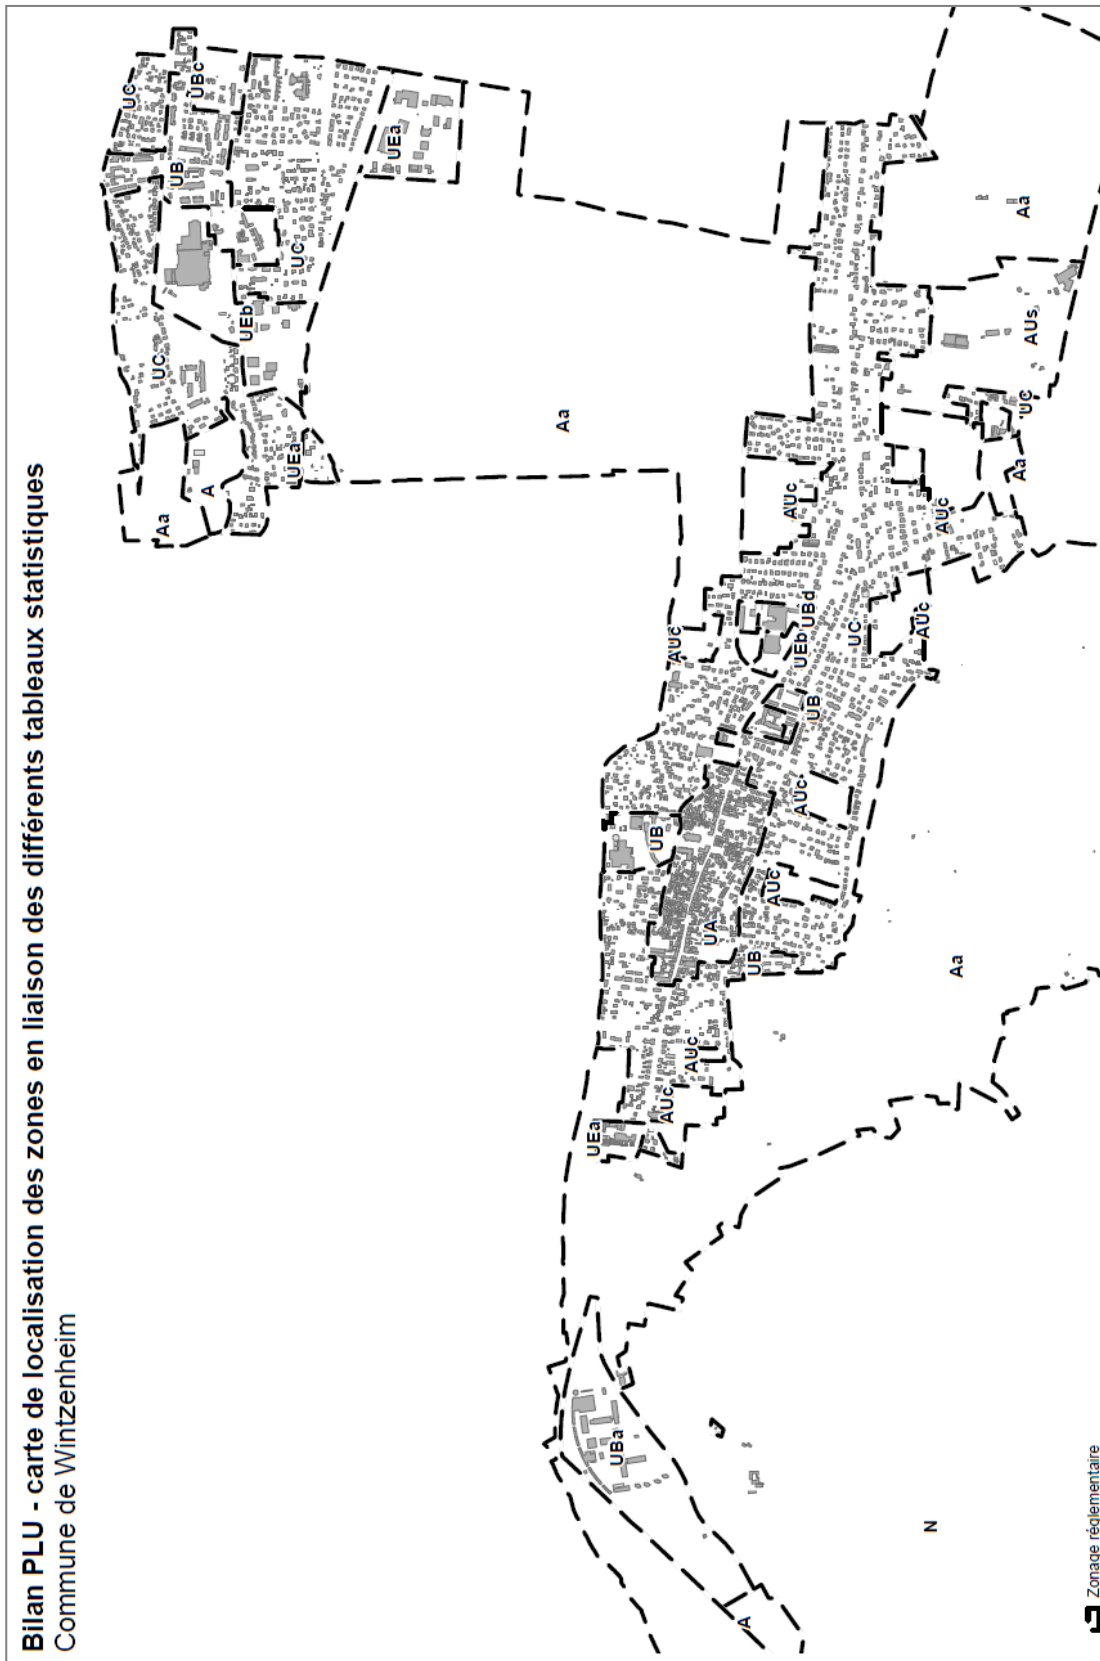 Bilan PLU - carte de localisation des zones en liaison des différents tableaux statistiques
Commune de Wintzenheim
UC
UC
Aa
UB
UBc
A
UEb
UEa
UC
UEa
Aa
UEa
UBa
UB
AUc
AUc
AUc
UA
A
UB
AUc
AUc
AUc
UEb
UBd
UB
UC
AUc
N
AUc
Aa
Aa
UC
AUs
Aa
Zonage réglementaire